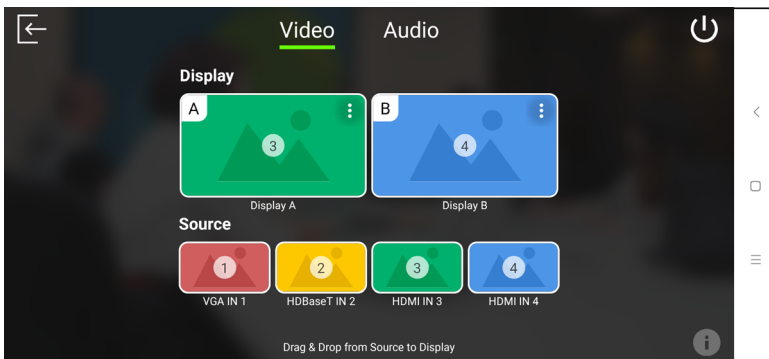 Video Audio
Display
A B
3 4
Display A Display B
Source
1 2 3 4
VGA IN 1 HDBaseT IN 2 HDMI IN 3 HDMI IN 4
Drag & Drop from Source to Display
i